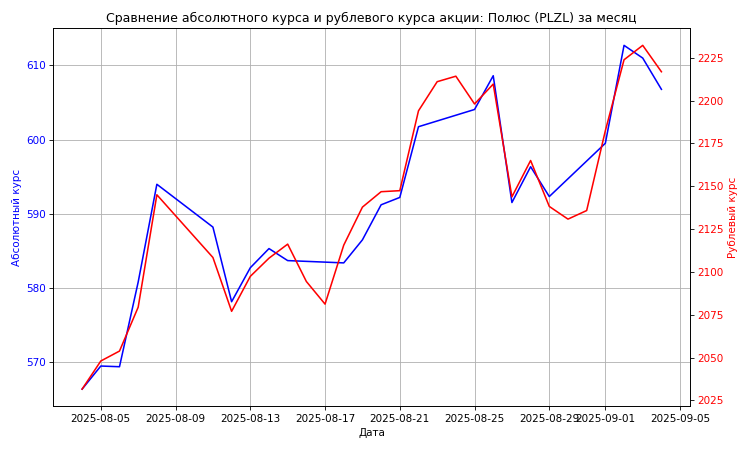 Сравнение абсолютного курса и рублевого курса акции: Полюс (PLZL) за месяц
Абсолютный курс
610
600
590
580
570
2225
2200
2175
2150
2125
2100
2075
2050
2025
Рублевый курс
2025-08-05 2025-08-09 2025-08-13 2025-08-17 2025-08-21 2025-08-25 2025-08-29 2025-09-01 2025-09-05
Дата